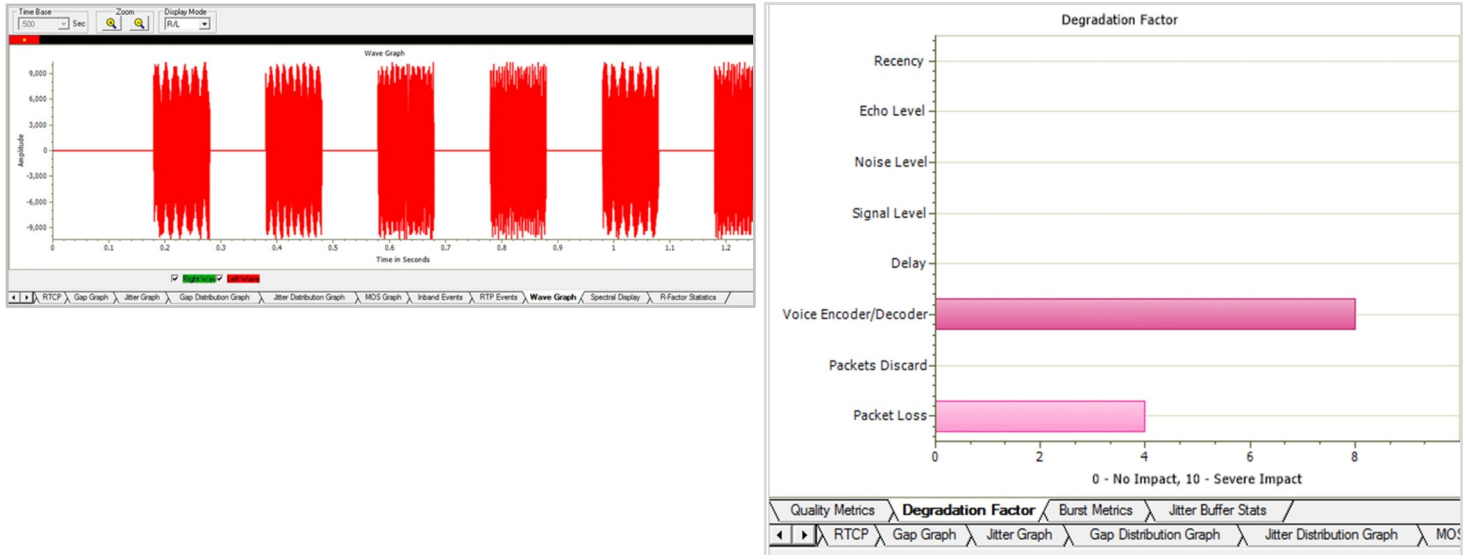 Time Base
Zoom
Display Mode
.500
Sec
R/L
Wave Graph
9,000
6,000
3,000
0
-3,000
-6,000
-9,000
Amplitude
0 0.1 0.2 0.3 0.4 0.5 0.6 0.7 0.8 0.9 1 1.1 1.2
Time in Seconds
Right Wav Left Wave
RTCP Gap Graph Jitter Graph Gap Distribution Graph Jitter Distribution Graph MOS Graph Inband Events RTP Events Wave Graph Spectral Display R-Factor Statistics
Degradation Factor
Recency
Echo Level
Noise Level
Signal Level
Delay
Voice Encoder/Decoder
Packets Discard
Packet Loss
0 2 4 6 8
0 - No Impact, 10 - Severe Impact
Quality Metrics Degradation Factor Burst Metrics Jitter Buffer Stats
RTCP Gap Graph Jitter Graph Gap Distribution Graph Jitter Distribution Graph MOS